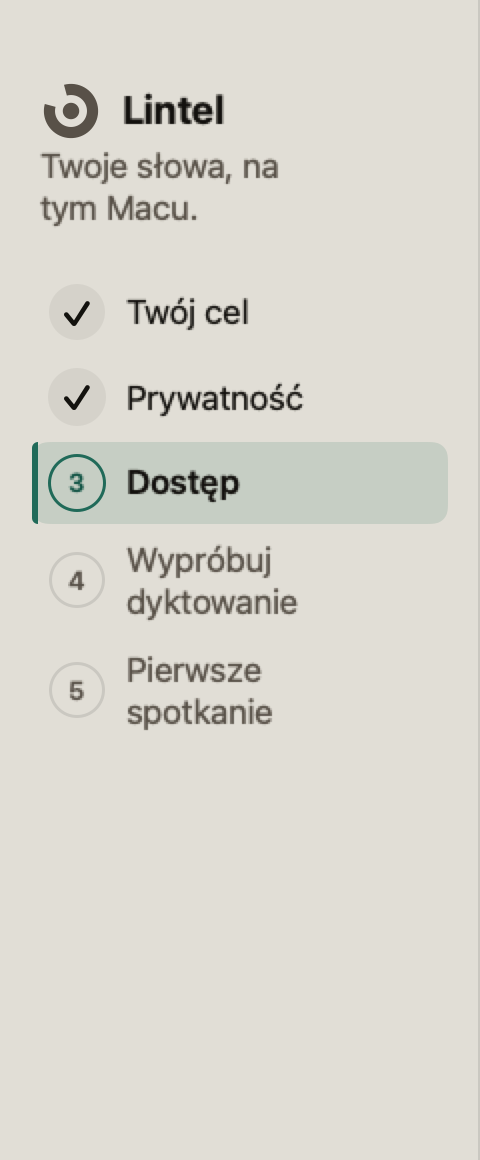 Lintel
Twoje słowa, na
tym Macu.
Twój cel
Prywatność
3 Dostęp
4 Wypróbuj
dyktowanie
5 Pierwsze
spotkanie